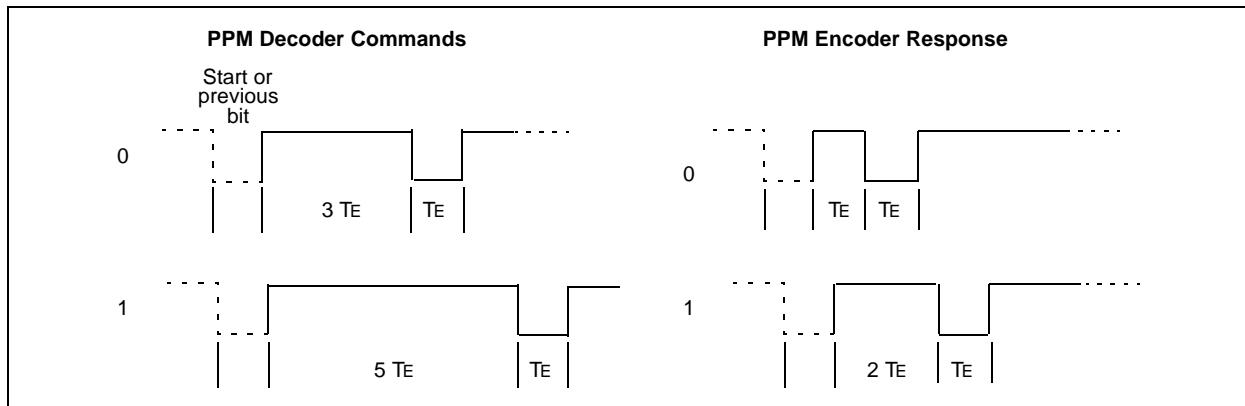 PPM Decoder Commands
Start or
previous
bit
0
3 TE
TE
1
5 TE
TE
PPM Encoder Response
0
TE
TE
1
2 TE
TE